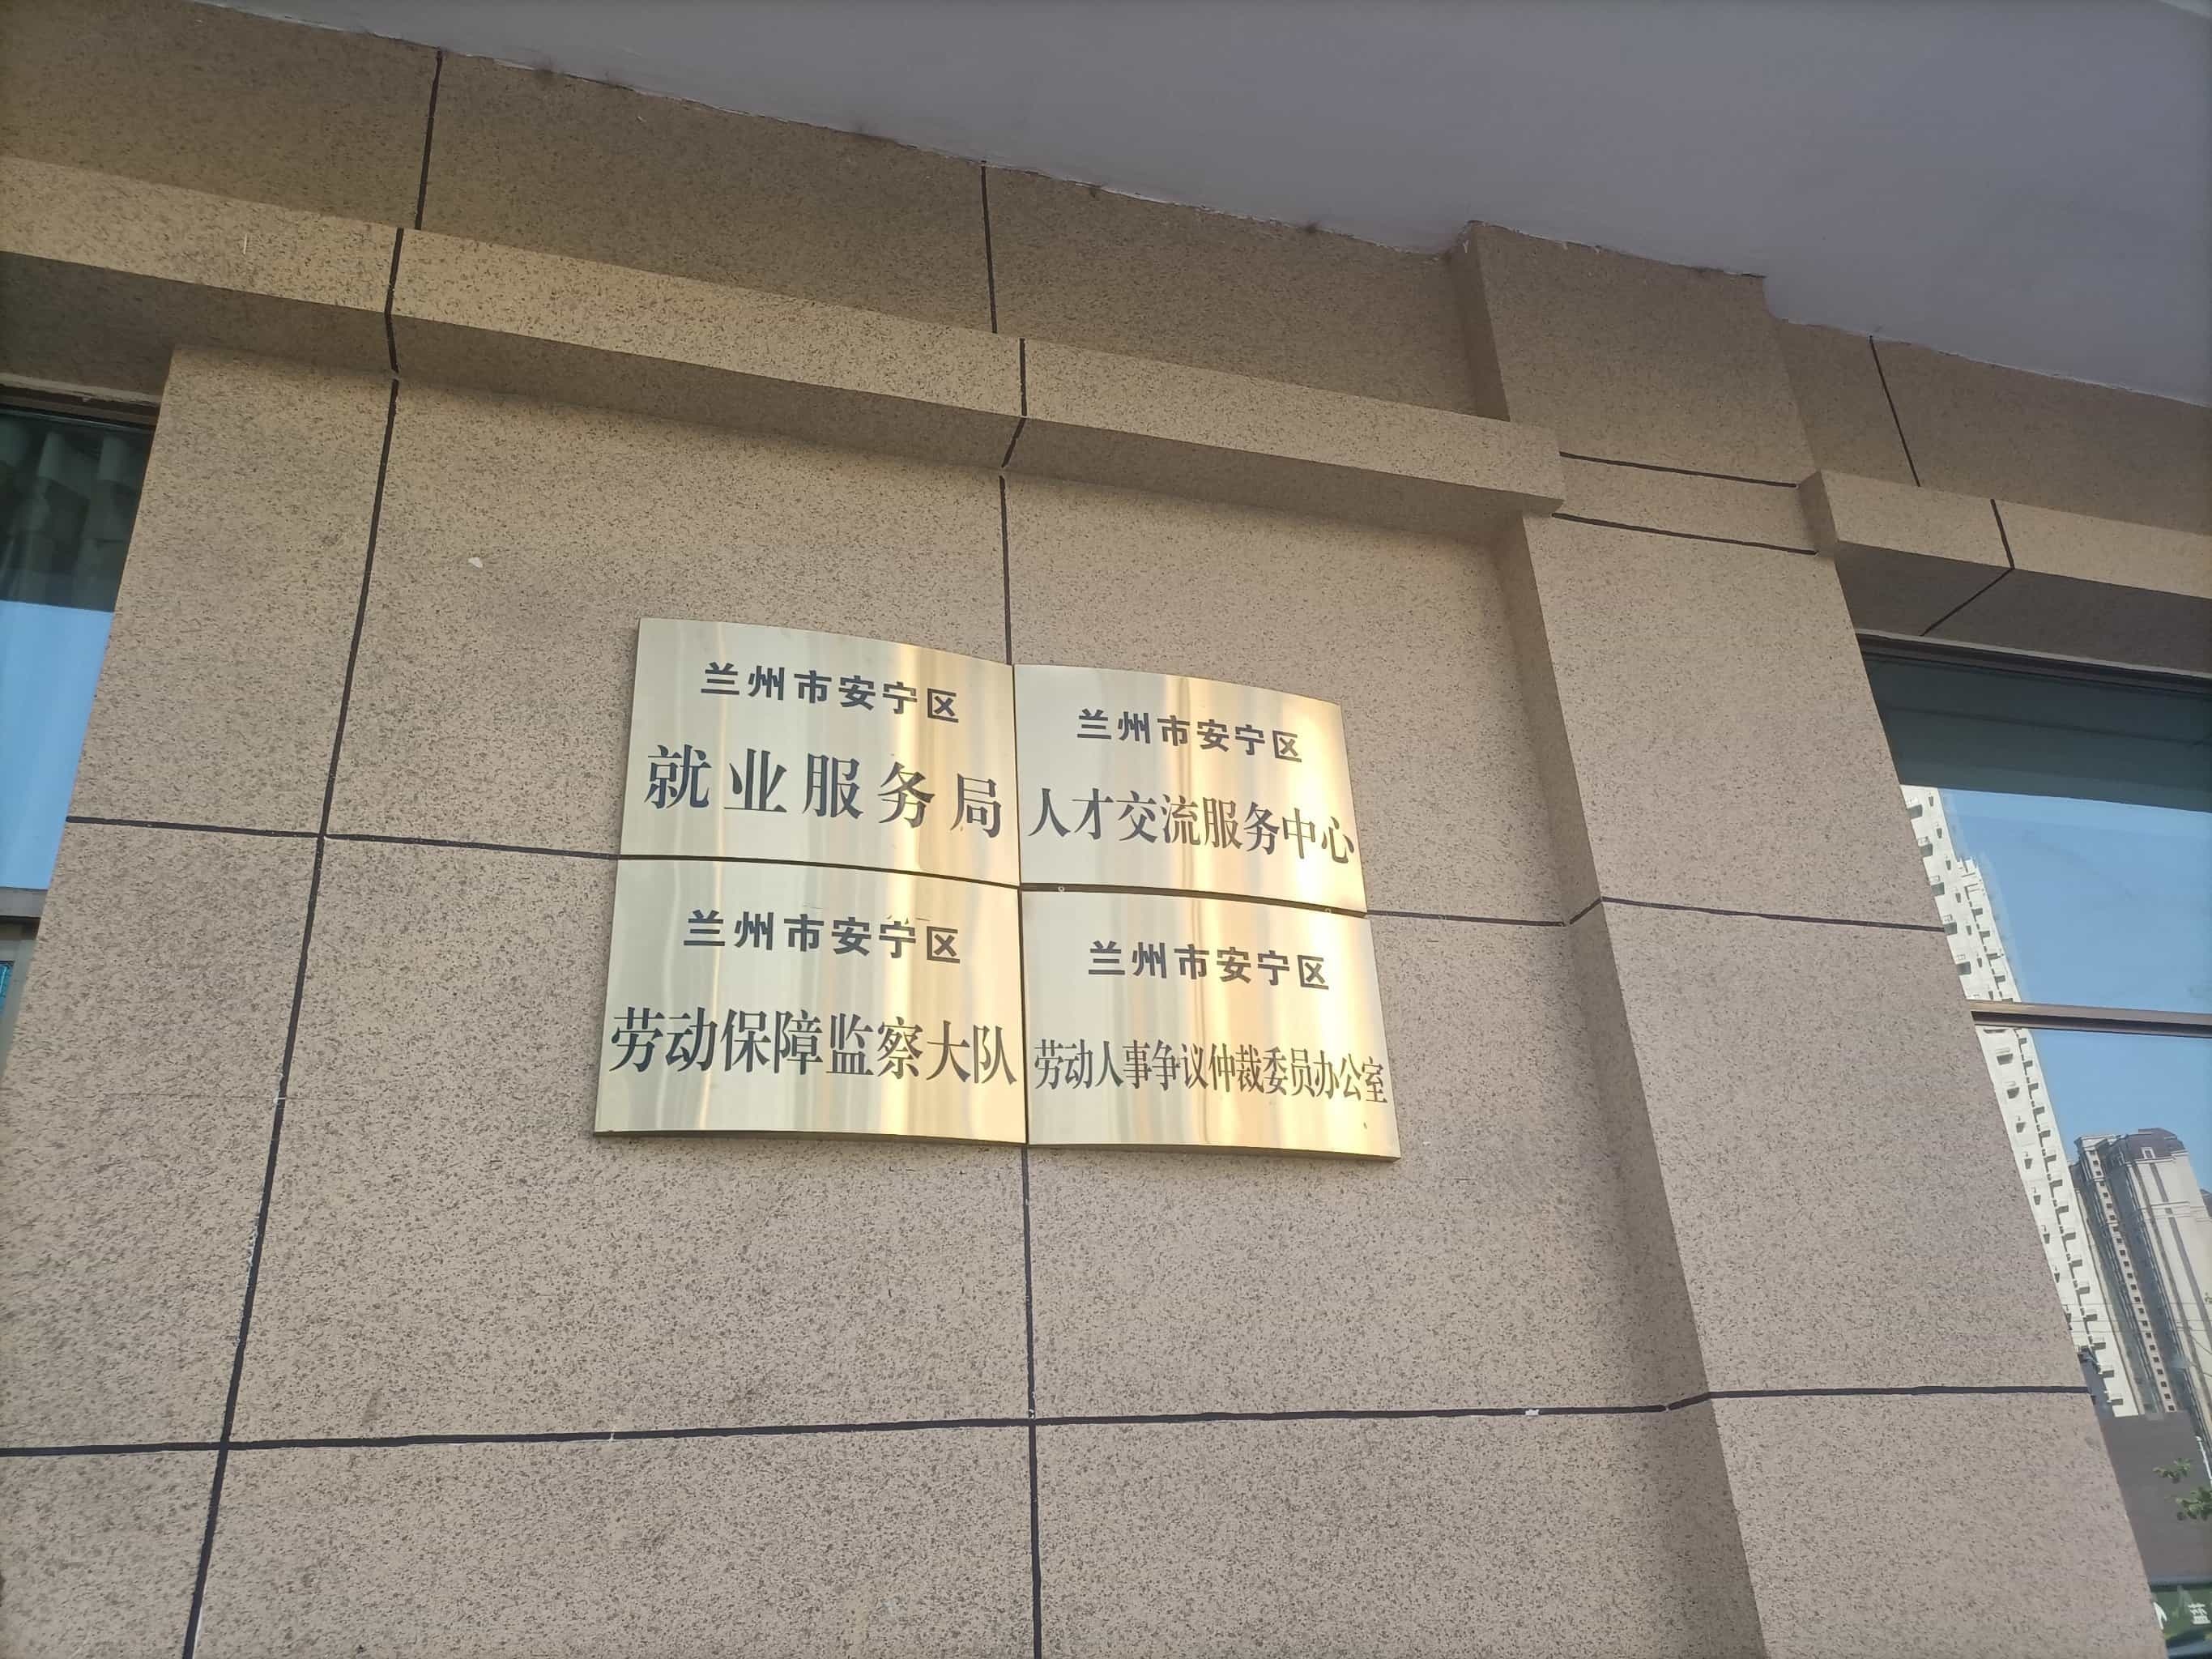 兰州市安宁区
就业服务局
兰州市安宁区
人才交流服务中心
兰州市安宁区
劳动保障监察大队
兰州市安宁区
劳动人事争议仲裁委员办公室